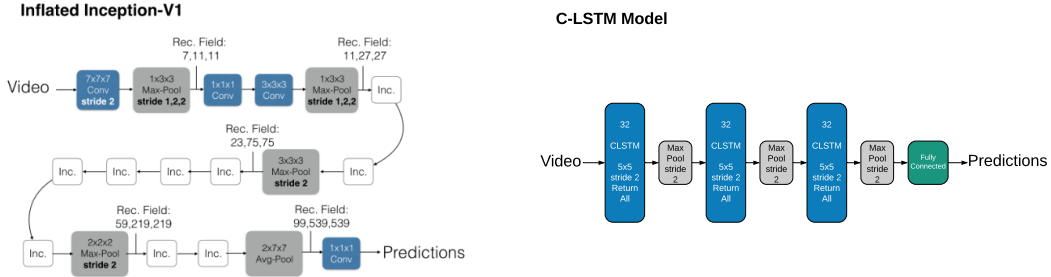 Inflated Inception-V1
Rec. Field:
7,11,11
Rec. Field:
11,27,27
Video
7x7x7
Conv
stride 2
1x3x3
Max-Pool
stride 1,2,2
1x1x1
Conv
3x3x3
Conv
1x3x3
Max-Pool
stride 1,2,2
Inc.
Rec. Field:
23,75,75
Inc.
Inc.
Inc.
Inc.
Inc.
3x3x3
Max-Pool
stride 2
Inc.
Rec. Field:
59,219,219
Rec. Field:
99,539,539
Inc.
2x2x2
Max-Pool
stride 2
Inc.
Inc.
2x7x7
Avg-Pool
1x1x1
Conv
Predictions
C-LSTM Model
Video
32
CLSTM
5x5
stride 2
Return
All
Max
Pool
stride
2
32
CLSTM
5x5
stride 2
Return
All
Max
Pool
stride
2
32
CLSTM
5x5
stride 2
Return
All
Max
Pool
stride
2
Fully
Connected
Predictions